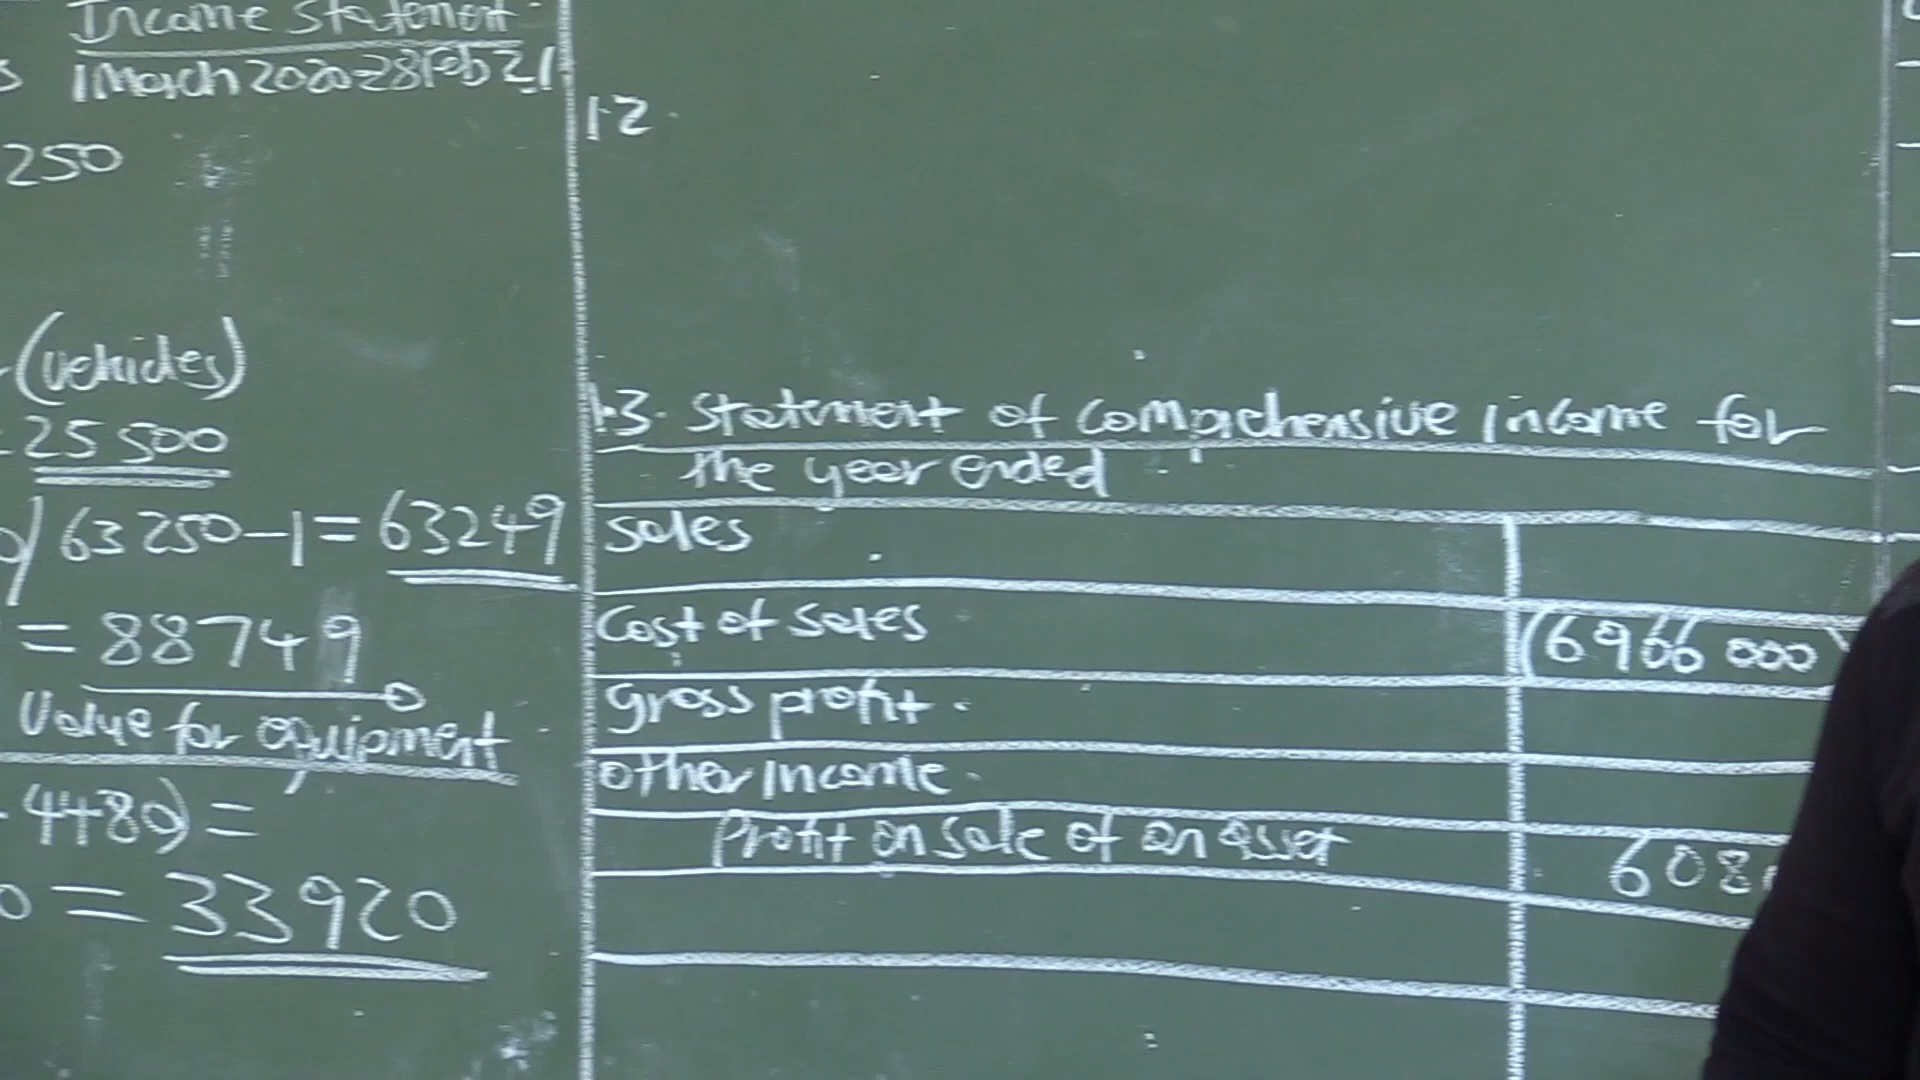 Income statement
1 March 2020-28 Feb 21
250
(vehicles)
25 500
63 250-1 = 63249
= 88749
Value for equipment
4480) =
= 33920
1.2.
1.3. Statement of comprehensive income for
the year ended
Sales
Cost of sales (6966 000)
Gross profit.
Other income.
Profit on sale of an asset 608